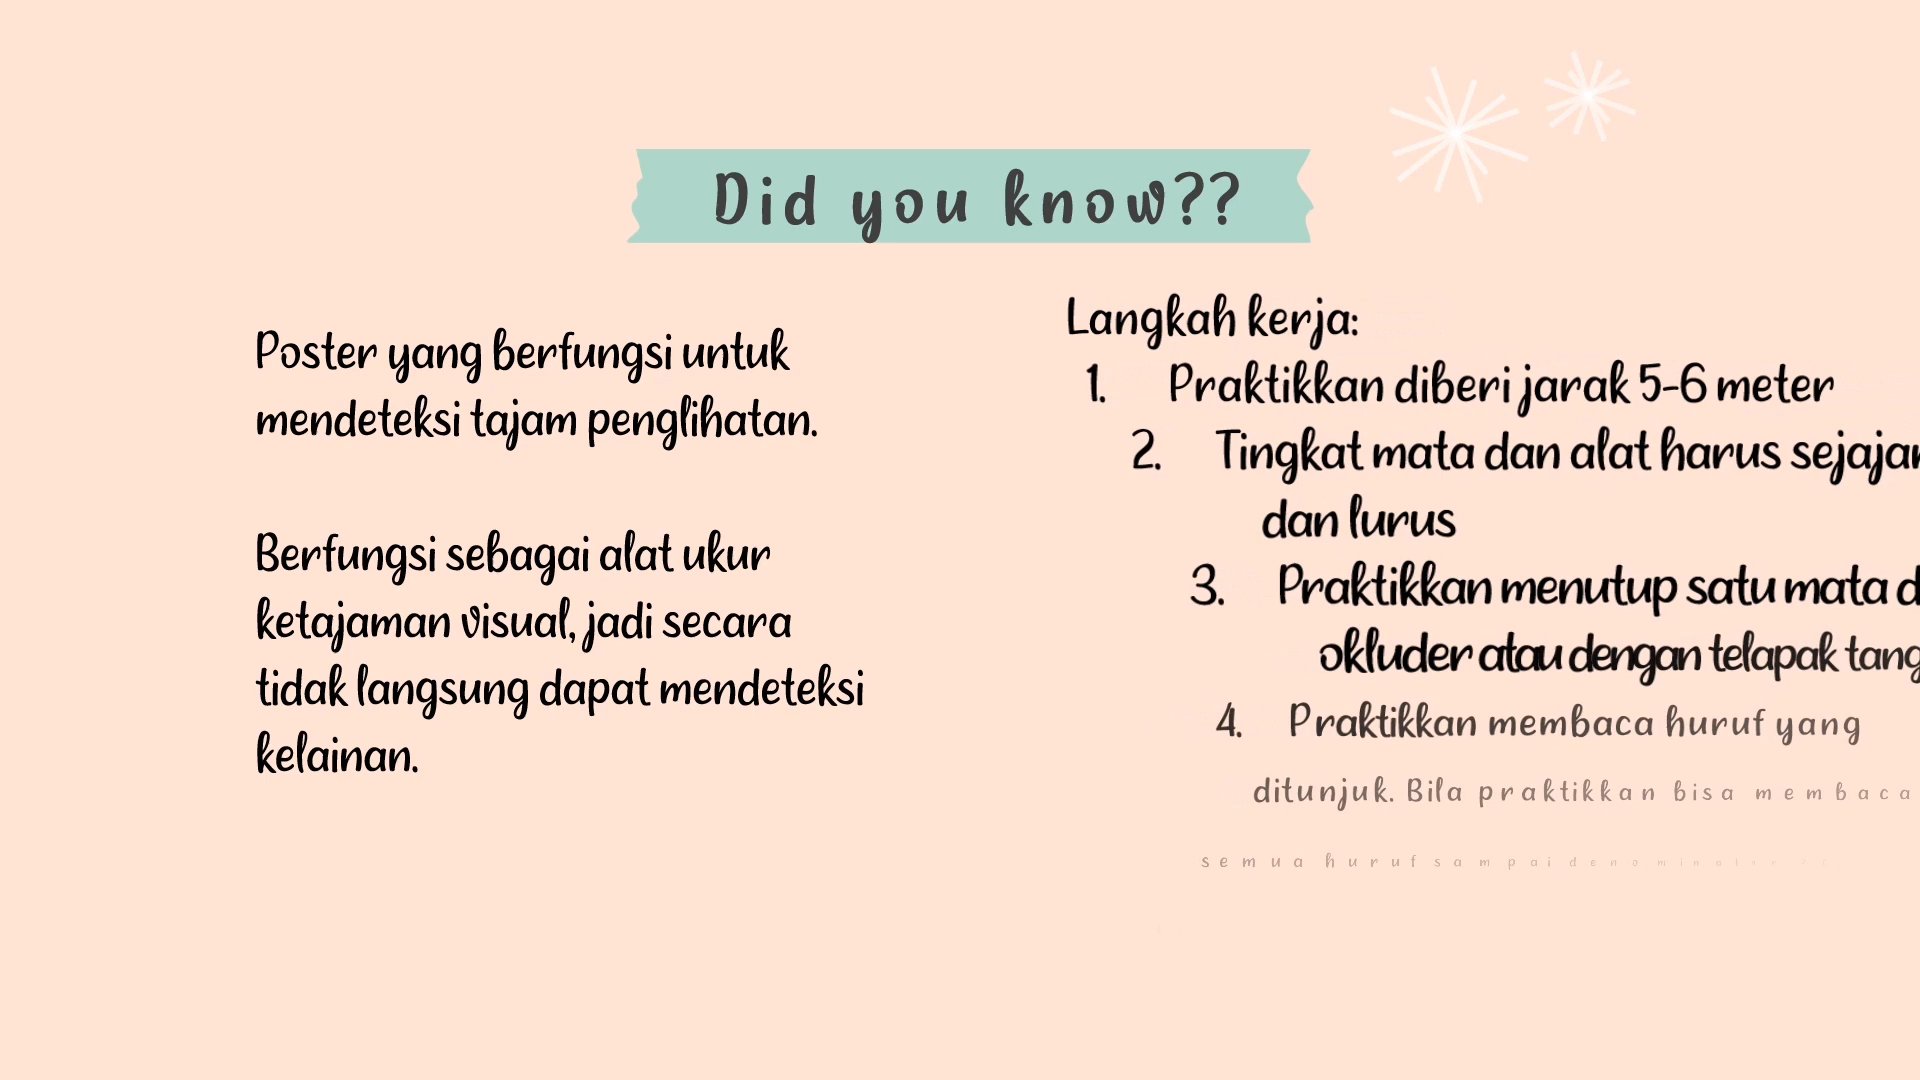 Did you know??
Poster yang berfungsi untuk
mendeteksi tajam penglihatan.
Berfungsi sebagai alat ukur
ketajaman visual, jadi secara
tidak langsung dapat mendeteksi
kelainan.
Langkah kerja:
1. Praktikkan diberi jarak 5-6 meter
2. Tingkat mata dan alat harus sejajar
dan lurus
3. Praktikkan menutup satu mata
okluder atau dengan telapak
4. Praktikkan membaca huruf yang
ditunjuk. Bila praktikkan bisa membaca
semua huruf sampai